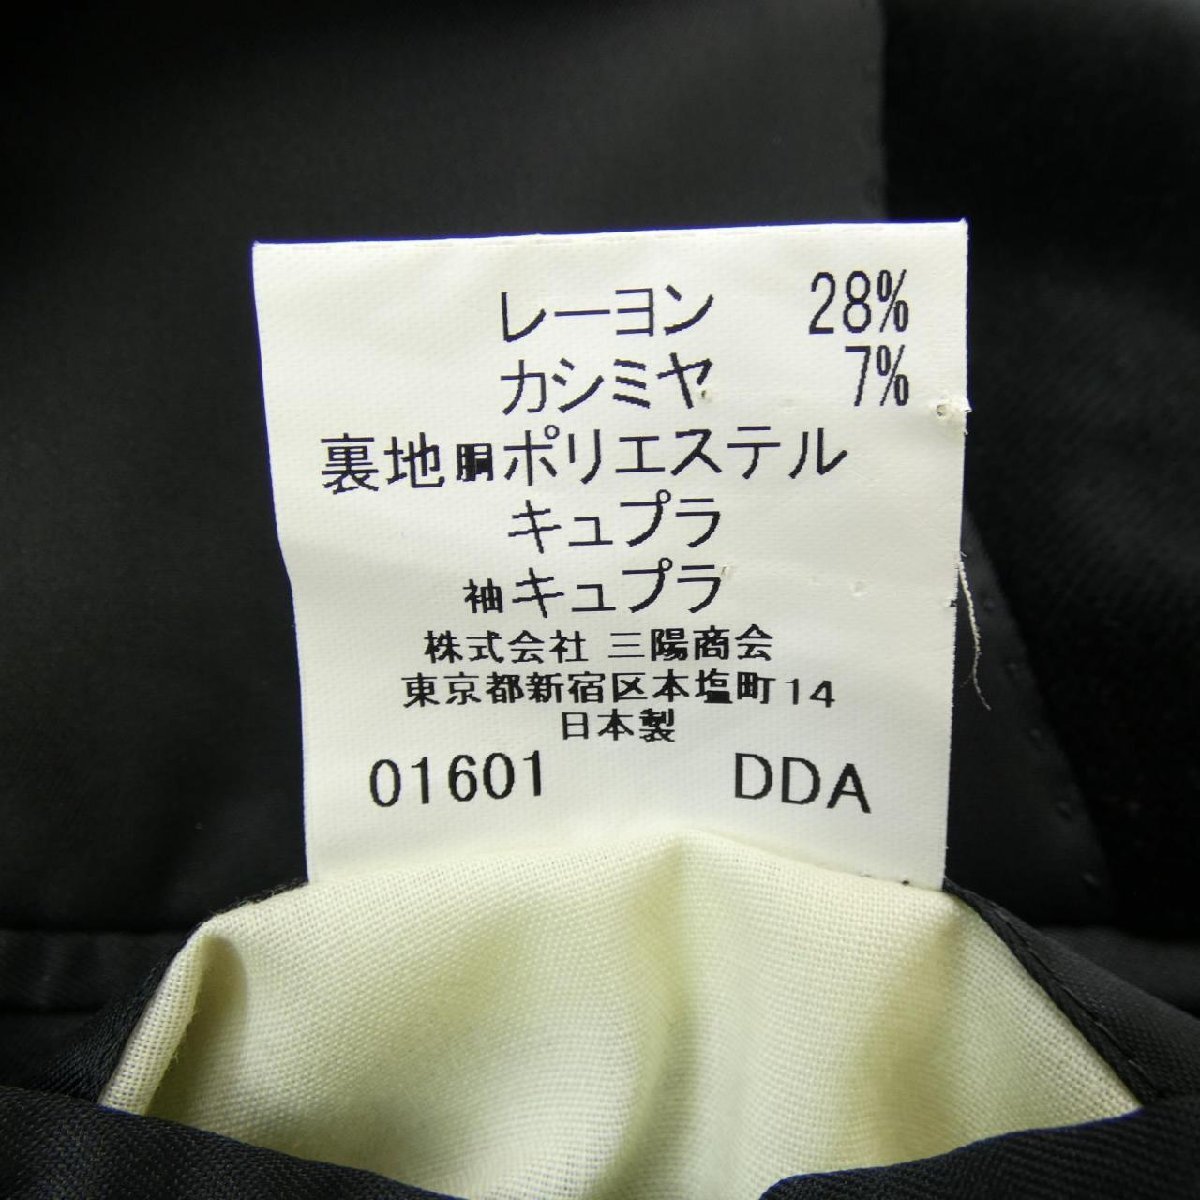 レーヨン 28%
カシミヤ 7%
裏地 胴ポリエステル
キュプラ
袖キュプラ
株式会社 三陽商会
東京都新宿区本塩町14
日本製
01601 DDA